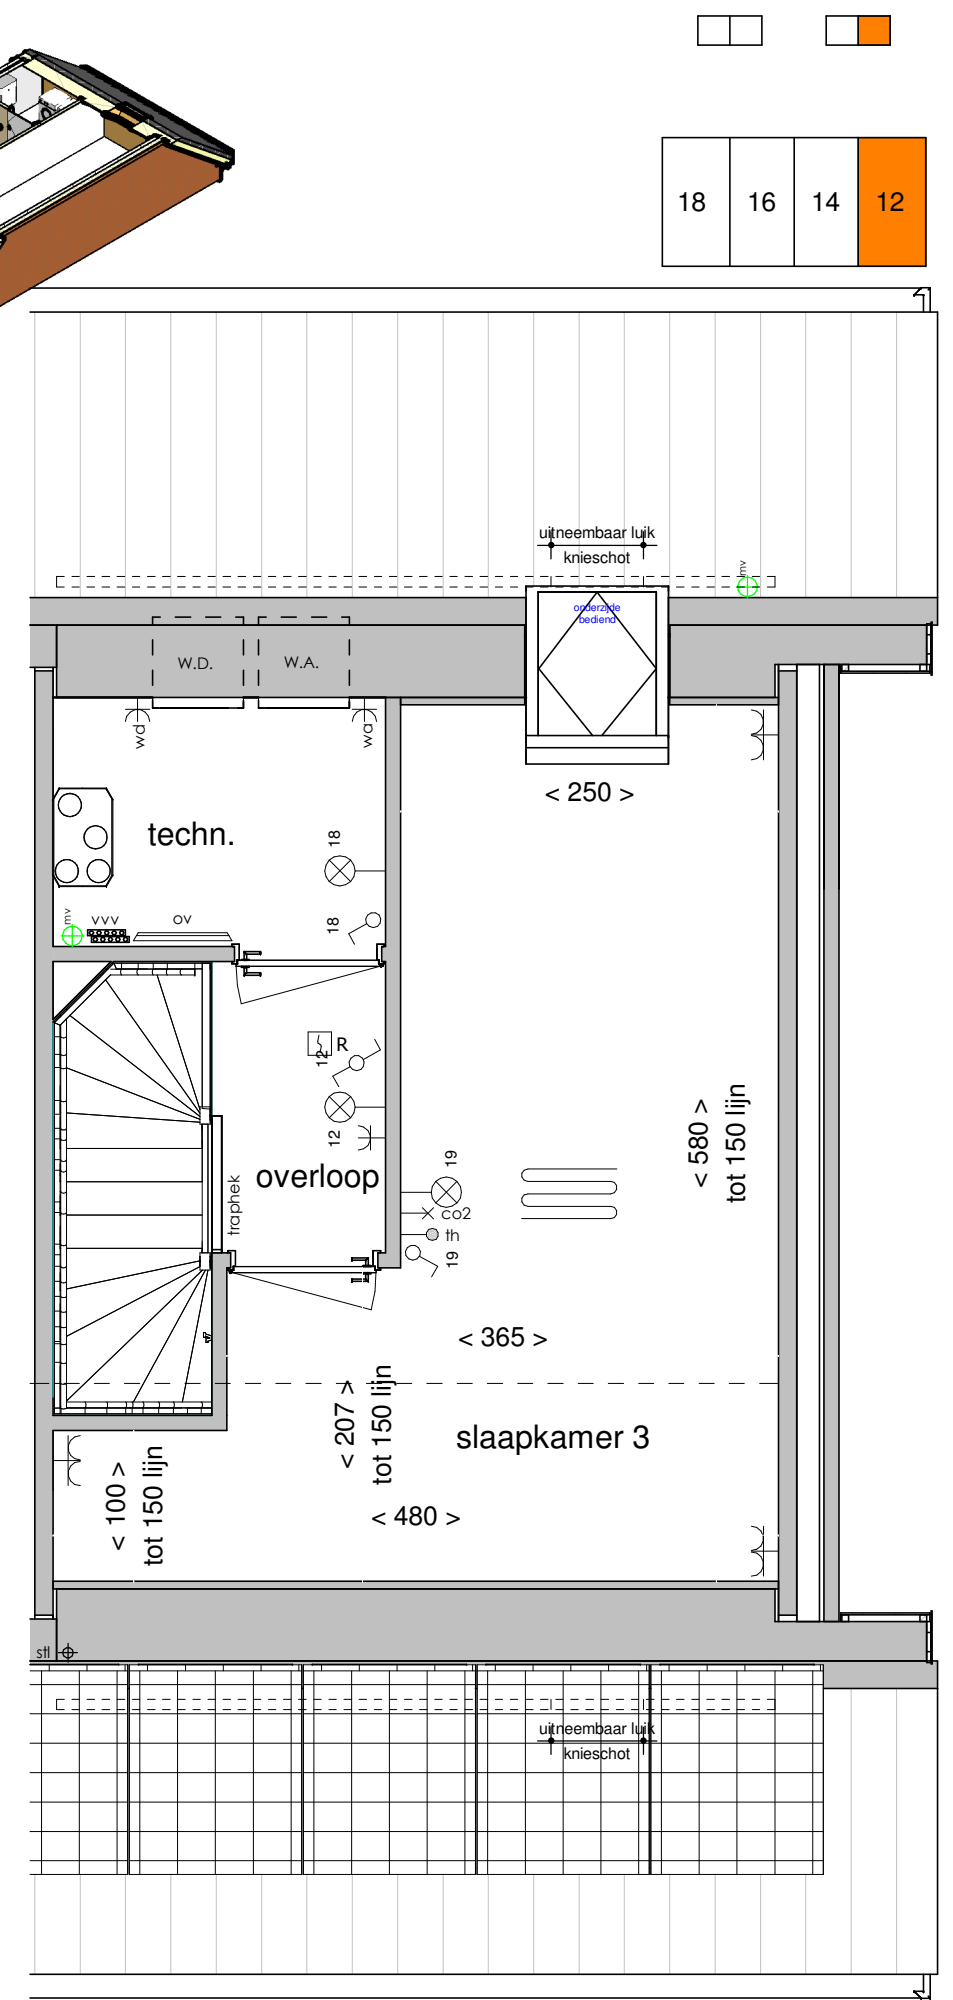 18 16 14 12
uitneembaar luik
knieschot
mv
onderzijde
bediend
W.D. W.A.
wd wa
< 250 >
techn.
18
18
mv vvv ov
R
12
12
overloop
traphek
19
co2
th
19
< 580 >
tot 150 lijn
< 365 >
< 207 >
tot 150 lijn
slaapkamer 3
< 100 >
tot 150 lijn
< 480 >
stl
uitneembaar luik
knieschot